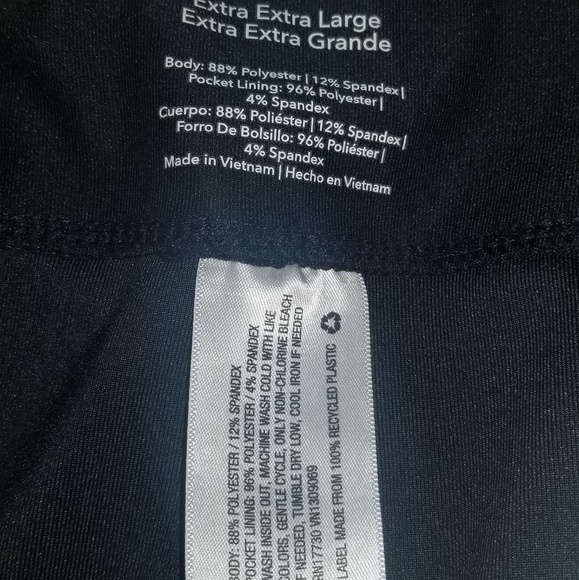 Extra Extra Large
Extra Extra Grande
Body: 88% Polyester | 12% Spandex |
Pocket Lining: 96% Polyester |
4% Spandex
Cuerpo: 88% Poliéster | 12% Spandex |
Forro De Bolsillo: 96% Poliéster |
4% Spandex
Made in Vietnam | Hecho en Vietnam
BODY: 88% POLYESTER / 12% SPANDEX
POCKET LINING: 96% POLYESTER / 4% SPANDEX
WASH INSIDE OUT, MACHINE WASH COLD WITH LIKE
COLORS, GENTLE CYCLE, ONLY NON-CHLORINE BLEACH
IF NEEDED, TUMBLE DRY LOW, COOL IRON IF NEEDED
RN17730 VN1309069
LABEL MADE FROM 100% RECYCLED PLASTIC